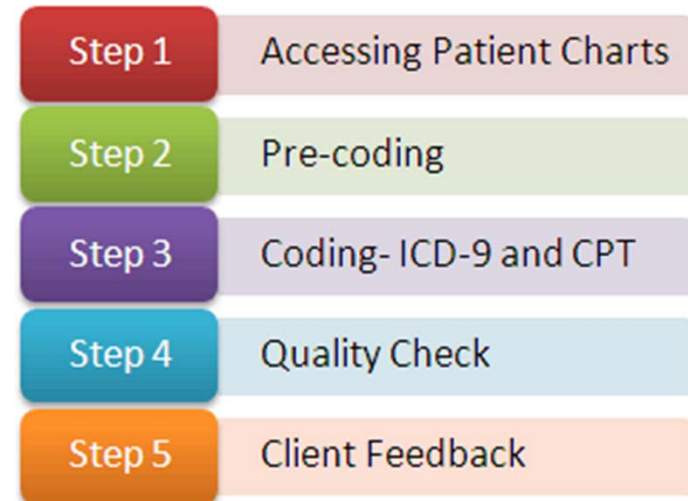 Step 1 Accessing Patient Charts
Step 2 Pre-coding
Step 3 Coding- ICD-9 and CPT
Step 4 Quality Check
Step 5 Client Feedback